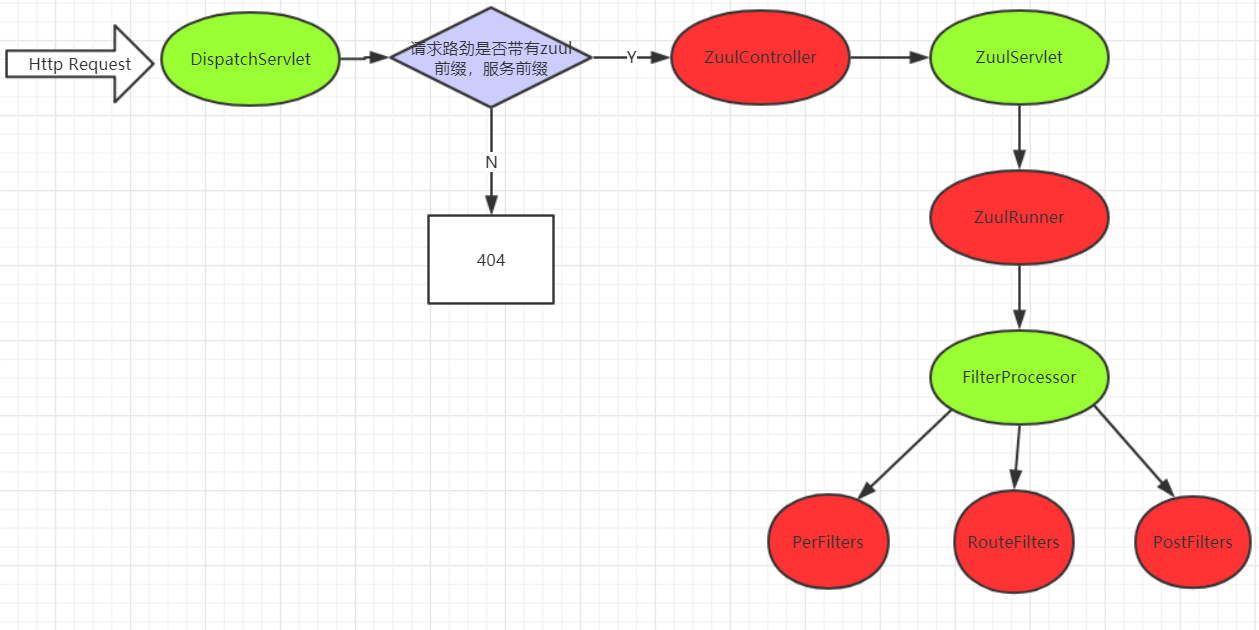 Http Request
DispatchServlet
请求路劲是否带有zuul
前缀，服务前缀
Y
ZuulController
ZuulServlet
N
ZuulRunner
404
FilterProcessor
PerFilters
RouteFilters
PostFilters